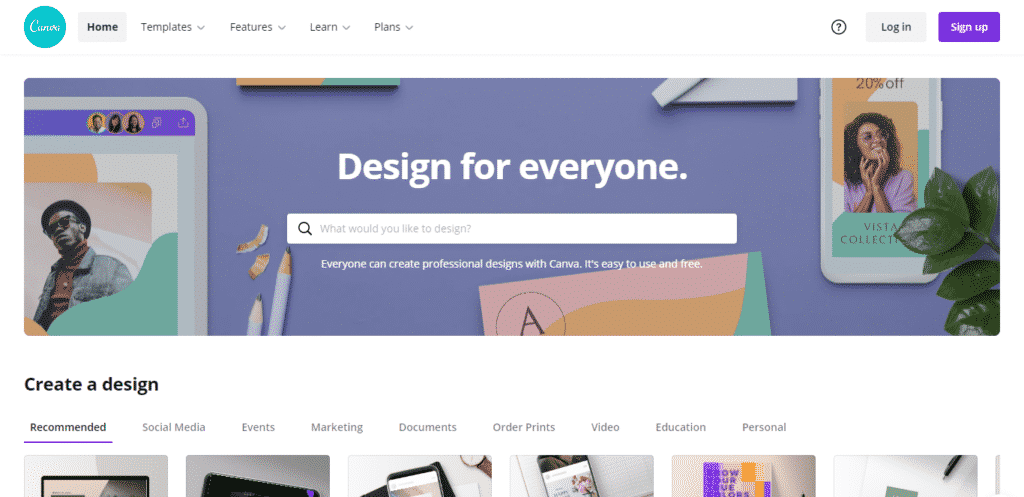 Canva
Home
Templates
Features
Learn
Plans
?
Log in
Sign up
20% off
Design for everyone.
What would you like to design?
VISTA
Everyone can create professional designs with Canva. It's easy to use and free.
A
Create a design
Recommended
Social Media
Events
Marketing
Documents
Order Prints
Video
Education
Personal